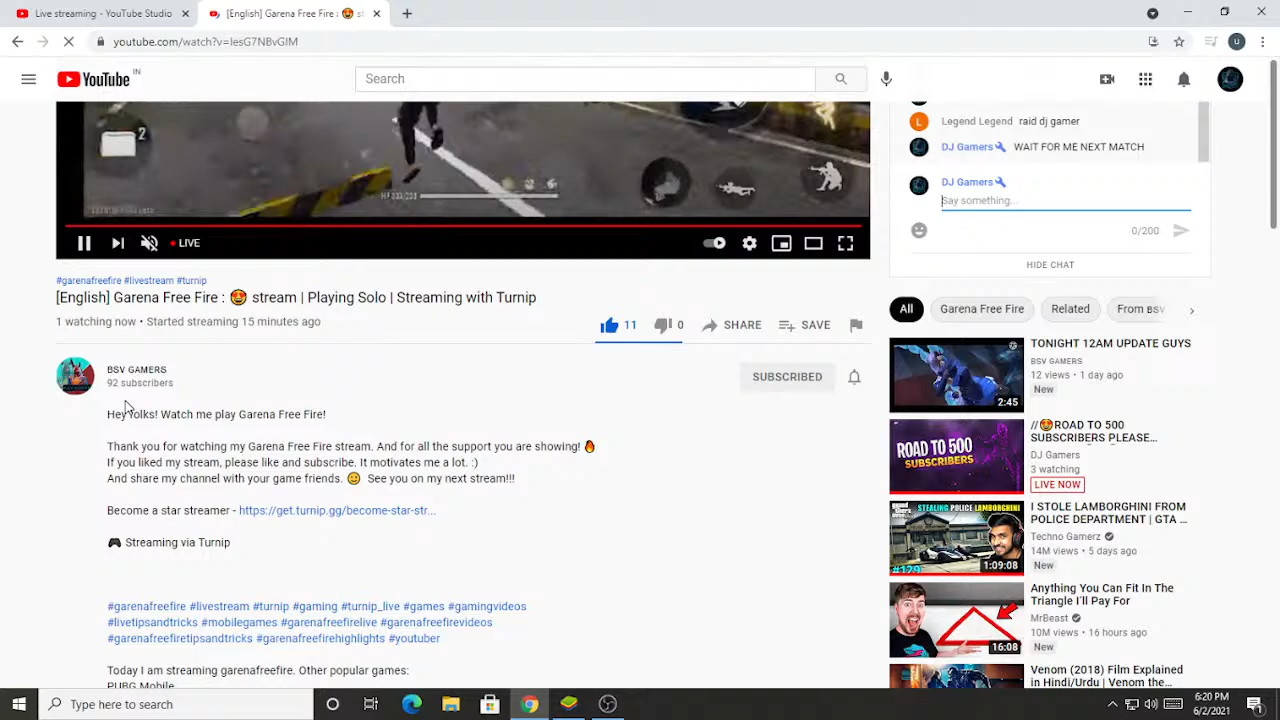 Live streaming - YouTube Studio
[English] Garena Free Fire : 🤩 st
youtube.com/watch?v=lesG7NBvGlM
YouTube IN
Search
2
LIVE
#garenafreefire #livestream #turnip
[English] Garena Free Fire : 🤩 stream | Playing Solo | Streaming with Turnip
1 watching now • Started streaming 15 minutes ago
11
0
SHARE
SAVE
BSV GAMERS
92 subscribers
SUBSCRIBED
Hey folks! Watch me play Garena Free Fire!
Thank you for watching my Garena Free Fire stream. And for all the support you are showing! 🔥
If you liked my stream, please like and subscribe. It motivates me a lot. :)
And share my channel with your game friends. 😊 See you on my next stream!!!
Become a star streamer - https://get.turnip.gg/become-star-str...
🎮 Streaming via Turnip
#garenafreefire #livestream #turnip #gaming #turnip_live #games #gamingvideos
#livetipsandtricks #mobilegames #garenafreefirelive #garenafreefirevideos
#garenafreefiretipsandtricks #garenafreefirehighlights #youtuber
Today I am streaming garenafreefire. Other popular games:
PUBG Mobile
L
Legend Legend raid dj gamer
DJ Gamers WAIT FOR ME NEXT MATCH
DJ Gamers
Say something...
0/200
HIDE CHAT
All
Garena Free Fire
Related
From BSV
TONIGHT 12AM UPDATE GUYS
BSV GAMERS
12 views • 1 day ago
New
2:45
//🤩ROAD TO 500
SUBSCRIBERS PLEASE...
DJ Gamers
3 watching
LIVE NOW
ROAD TO 500
SUBSCRIBERS
I STOLE LAMBORGHINI FROM
POLICE DEPARTMENT | GTA ...
Techno Gamerz
14M views • 5 days ago
New
STEALING POLICE LAMBORGHINI
#129
1:09:08
Anything You Can Fit In The
Triangle I'll Pay For
MrBeast
10M views • 16 hours ago
New
16:08
Venom (2018) Film Explained
in Hindi/Urdu | Venom the...
Type here to search
6:20 PM
6/2/2021
u
1